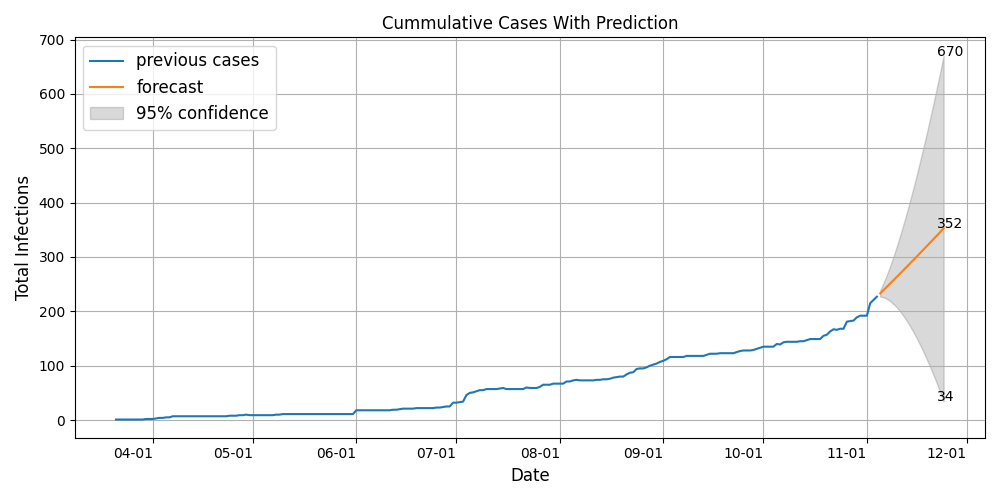 Cummulative Cases With Prediction
previous cases
forecast
95% confidence
670
352
34
Total Infections
700
600
500
400
300
200
100
0
04-01 05-01 06-01 07-01 08-01 09-01 10-01 11-01 12-01
Date